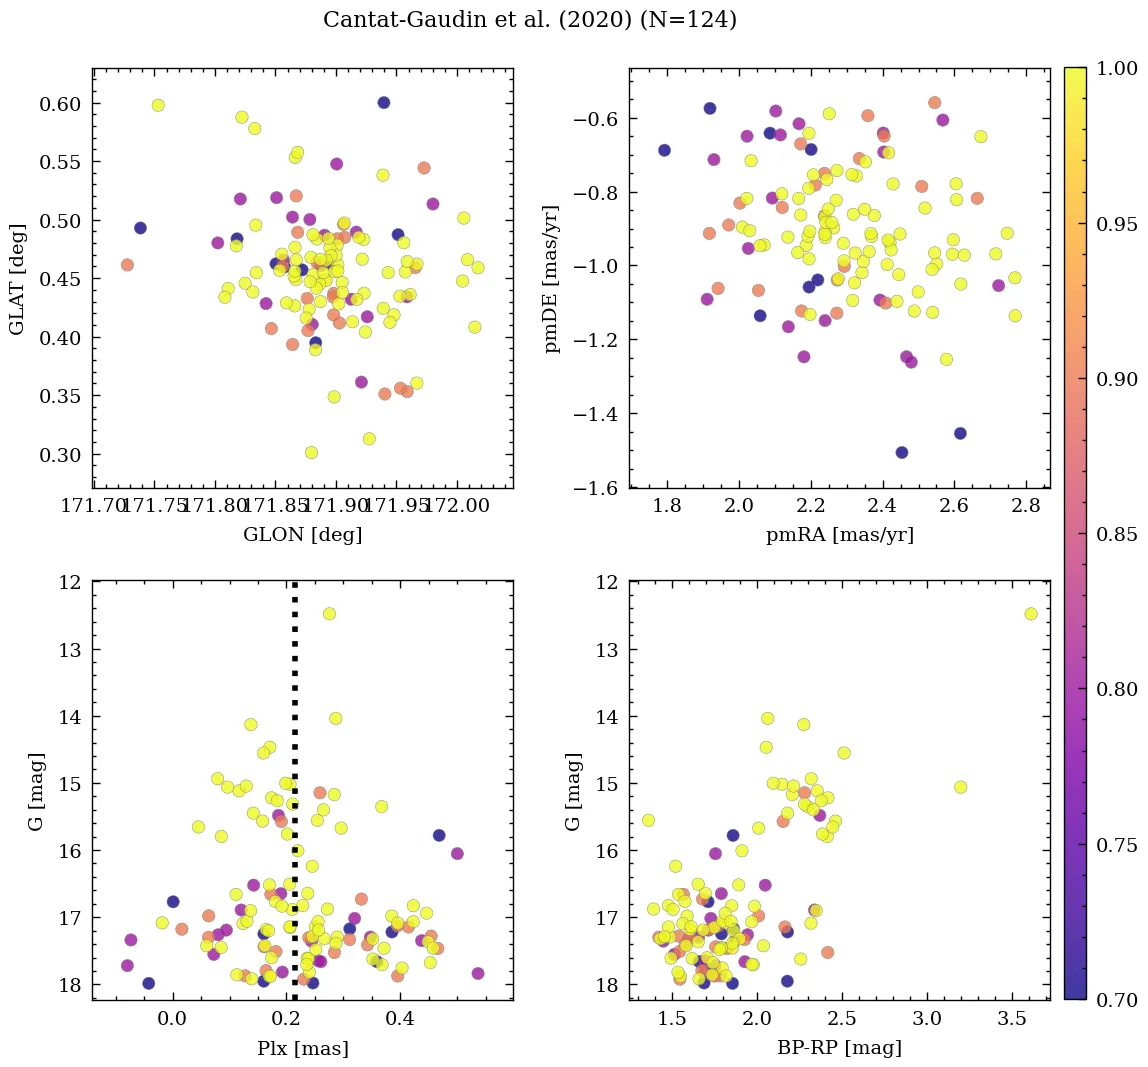 Cantat-Gaudin et al. (2020) (N=124)
0.60
0.55
0.50
0.45
0.40
0.35
0.30
GLAT [deg]
171.70 171.75 171.80 171.85 171.90 171.95 172.00
GLON [deg]
−0.6
−0.8
−1.0
−1.2
−1.4
−1.6
pmDE [mas/yr]
1.8 2.0 2.2 2.4 2.6 2.8
pmRA [mas/yr]
12
13
14
15
16
17
18
G [mag]
0.0 0.2 0.4
Plx [mas]
12
13
14
15
16
17
18
G [mag]
1.5 2.0 2.5 3.0 3.5
BP-RP [mag]
1.00
0.95
0.90
0.85
0.80
0.75
0.70